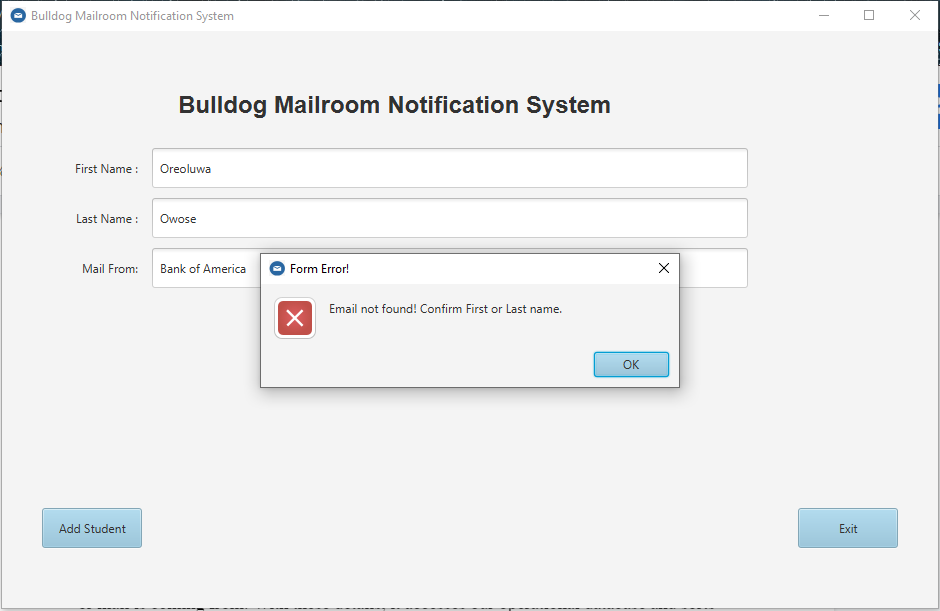 Bulldog Mailroom Notification System
Bulldog Mailroom Notification System
First Name :
Oreoluwa
Last Name :
Owose
Mail From:
Bank of America
Form Error!
Email not found! Confirm First or Last name.
OK
Add Student
Exit